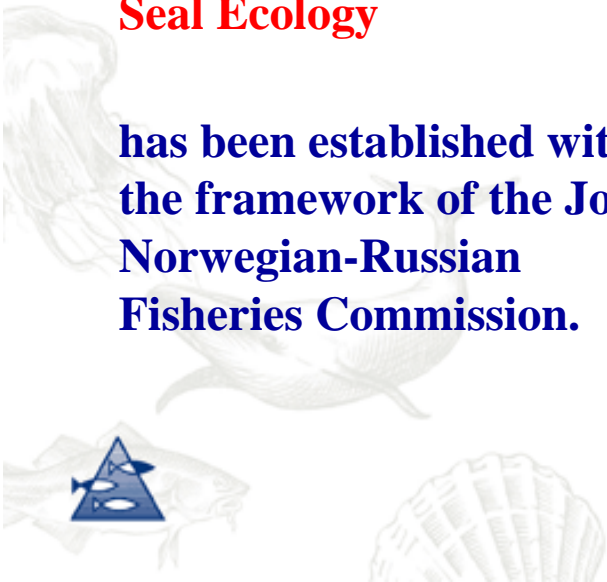 Seal Ecology
has been established wit
the framework of the Jo
Norwegian-Russian
Fisheries Commission.